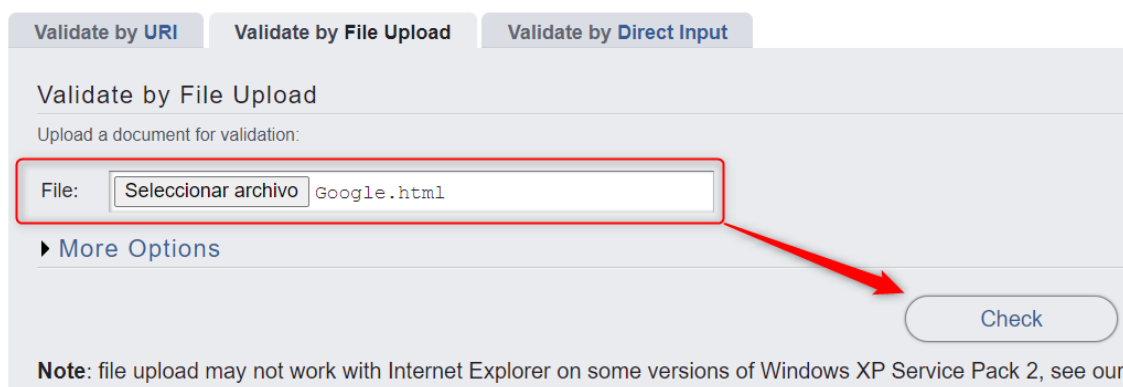 Validate by URI Validate by File Upload Validate by Direct Input
Validate by File Upload
Upload a document for validation:
File: Seleccionar archivo Google.html
More Options
Check
Note: file upload may not work with Internet Explorer on some versions of Windows XP Service Pack 2, see our